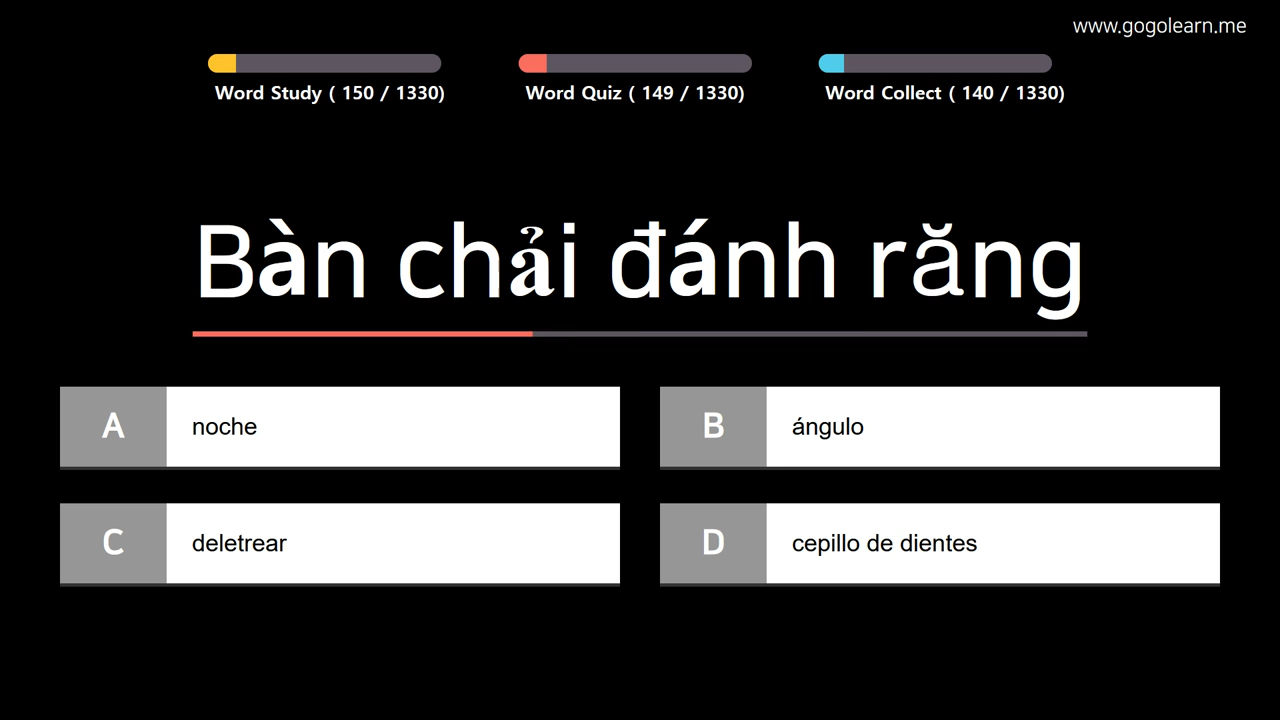 www.gogolearn.me
Word Study ( 150 / 1330)
Word Quiz ( 149 / 1330)
Word Collect ( 140 / 1330)
Bàn chải đánh răng
A noche
B ángulo
C deletrear
D cepillo de dientes